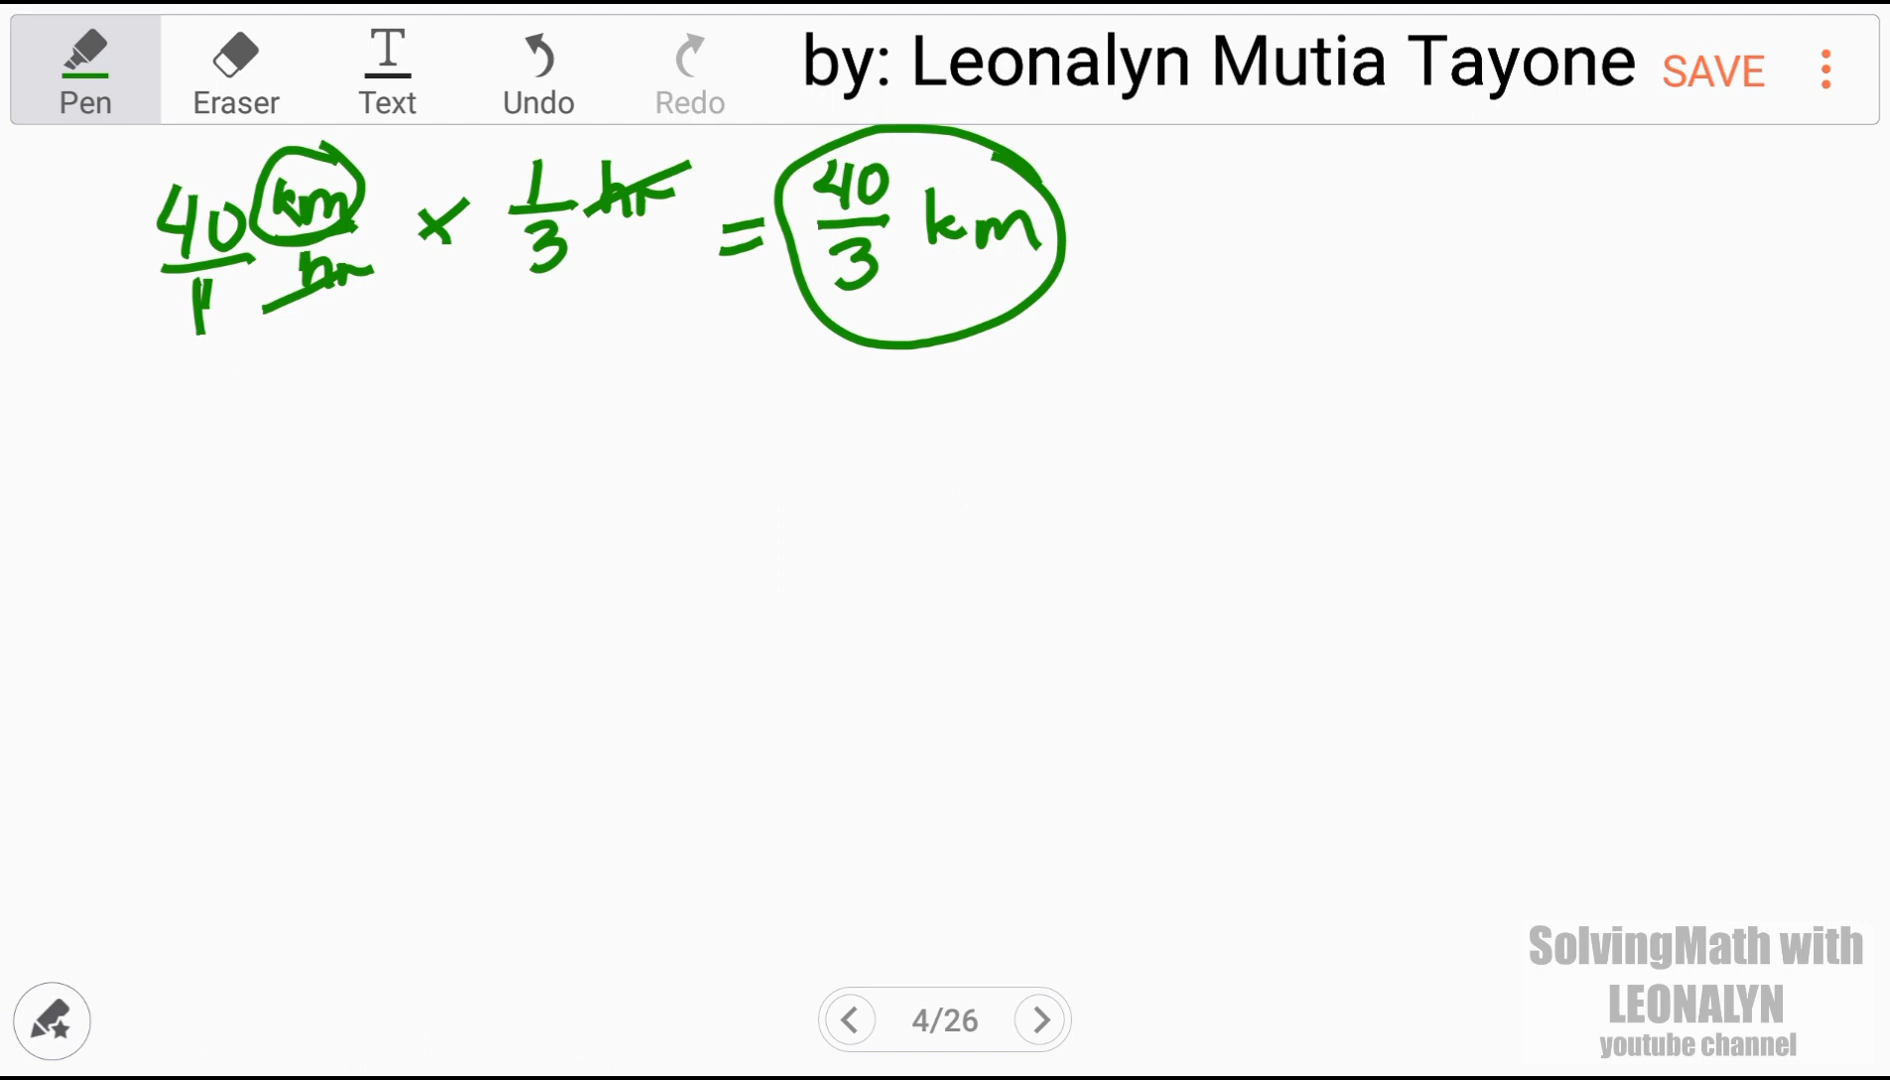 Pen Eraser Text Undo Redo by: Leonalyn Mutia Tayone SAVE
40 km/1 hr × 1/3 hr = 40/3 km
4/26
SolvingMath with
LEONALYN
youtube channel